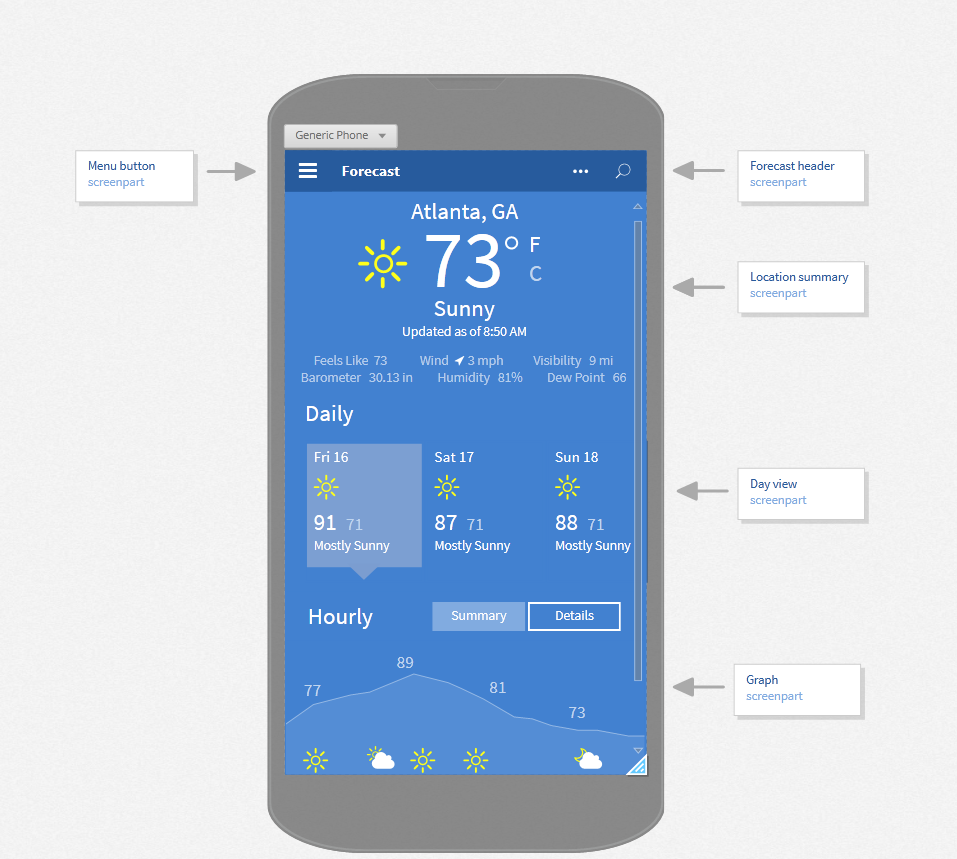 Generic Phone
Menu button
screenpart
Forecast
Forecast header
screenpart
Atlanta, GA
73° F
C
Sunny
Updated as of 8:50 AM
Location summary
screenpart
Feels Like 73 Wind 3 mph Visibility 9 mi
Barometer 30.13 in Humidity 81% Dew Point 66
Daily
Fri 16 Sat 17 Sun 18
91 71 87 71 88 71
Mostly Sunny Mostly Sunny Mostly Sunny
Day view
screenpart
Hourly Summary Details
89
77 81
73
Graph
screenpart